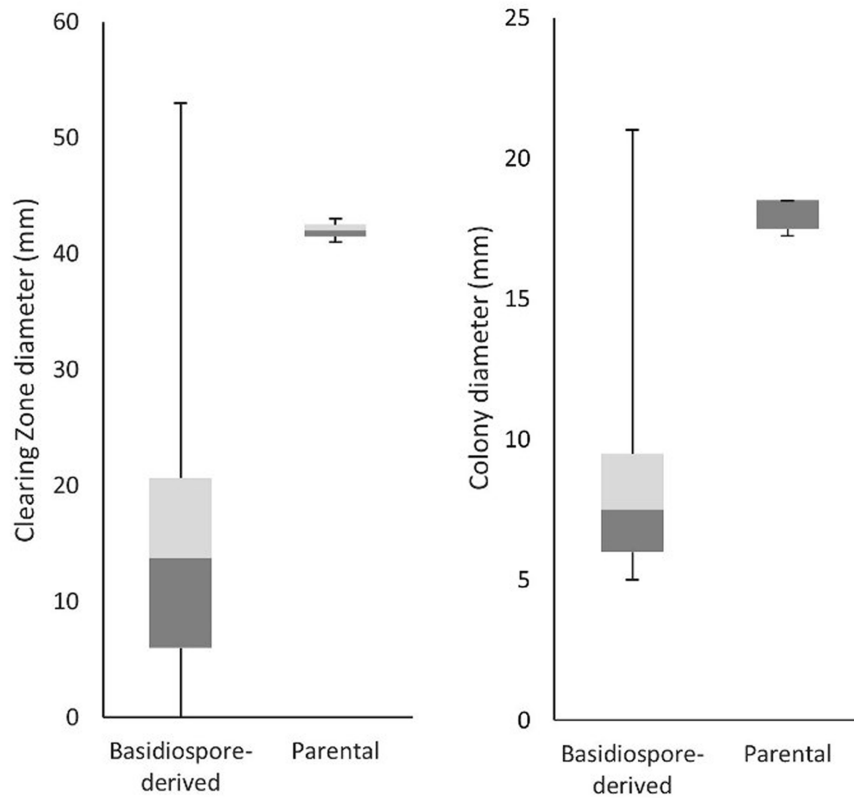 Clearing Zone diameter (mm)
60
50
40
30
20
10
0
Basidiospore-
derived
Parental
Colony diameter (mm)
25
20
15
10
5
0
Basidiospore-
derived
Parental